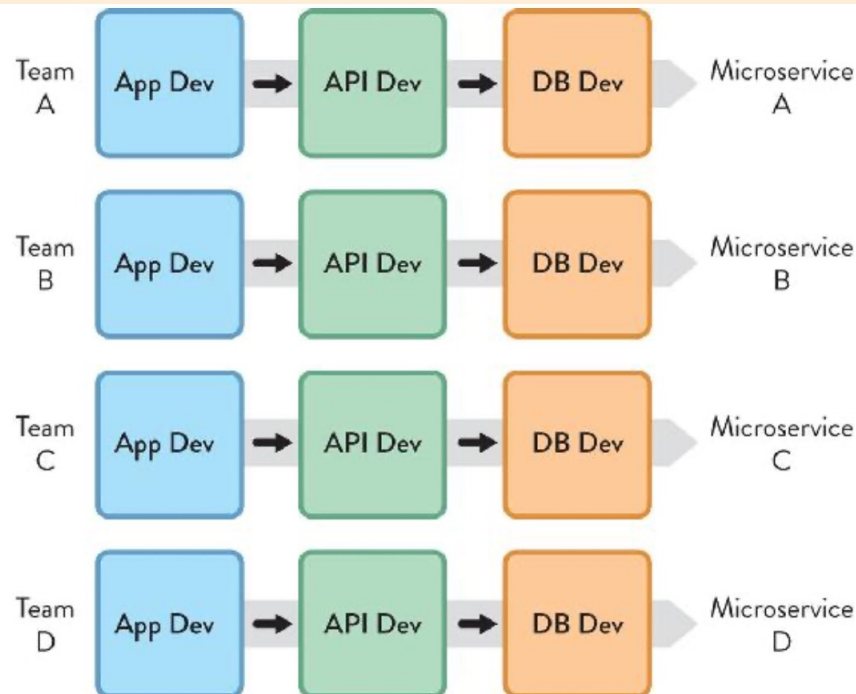 Team
A
App Dev
API Dev
DB Dev
Microservice
A
Team
B
App Dev
API Dev
DB Dev
Microservice
B
Team
C
App Dev
API Dev
DB Dev
Microservice
C
Team
D
App Dev
API Dev
DB Dev
Microservice
D